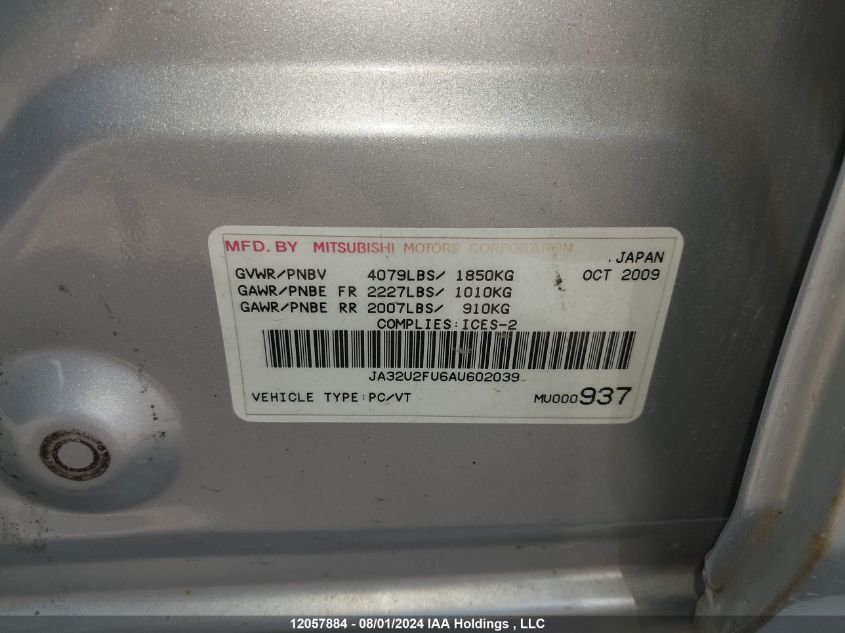 MFD. BY MITSUBISHI MOTORS CORPORATION, JAPAN
GVWR/PNBV 4079LBS/ 1850KG OCT 2009
GAWR/PNBE FR 2227LBS/ 1010KG
GAWR/PNBE RR 2007LBS/ 910KG
COMPLIES:ICES-2
JA32U2FU6AU602039
VEHICLE TYPE:PC/VT MU000937
12057884 - 08/01/2024 IAA Holdings , LLC